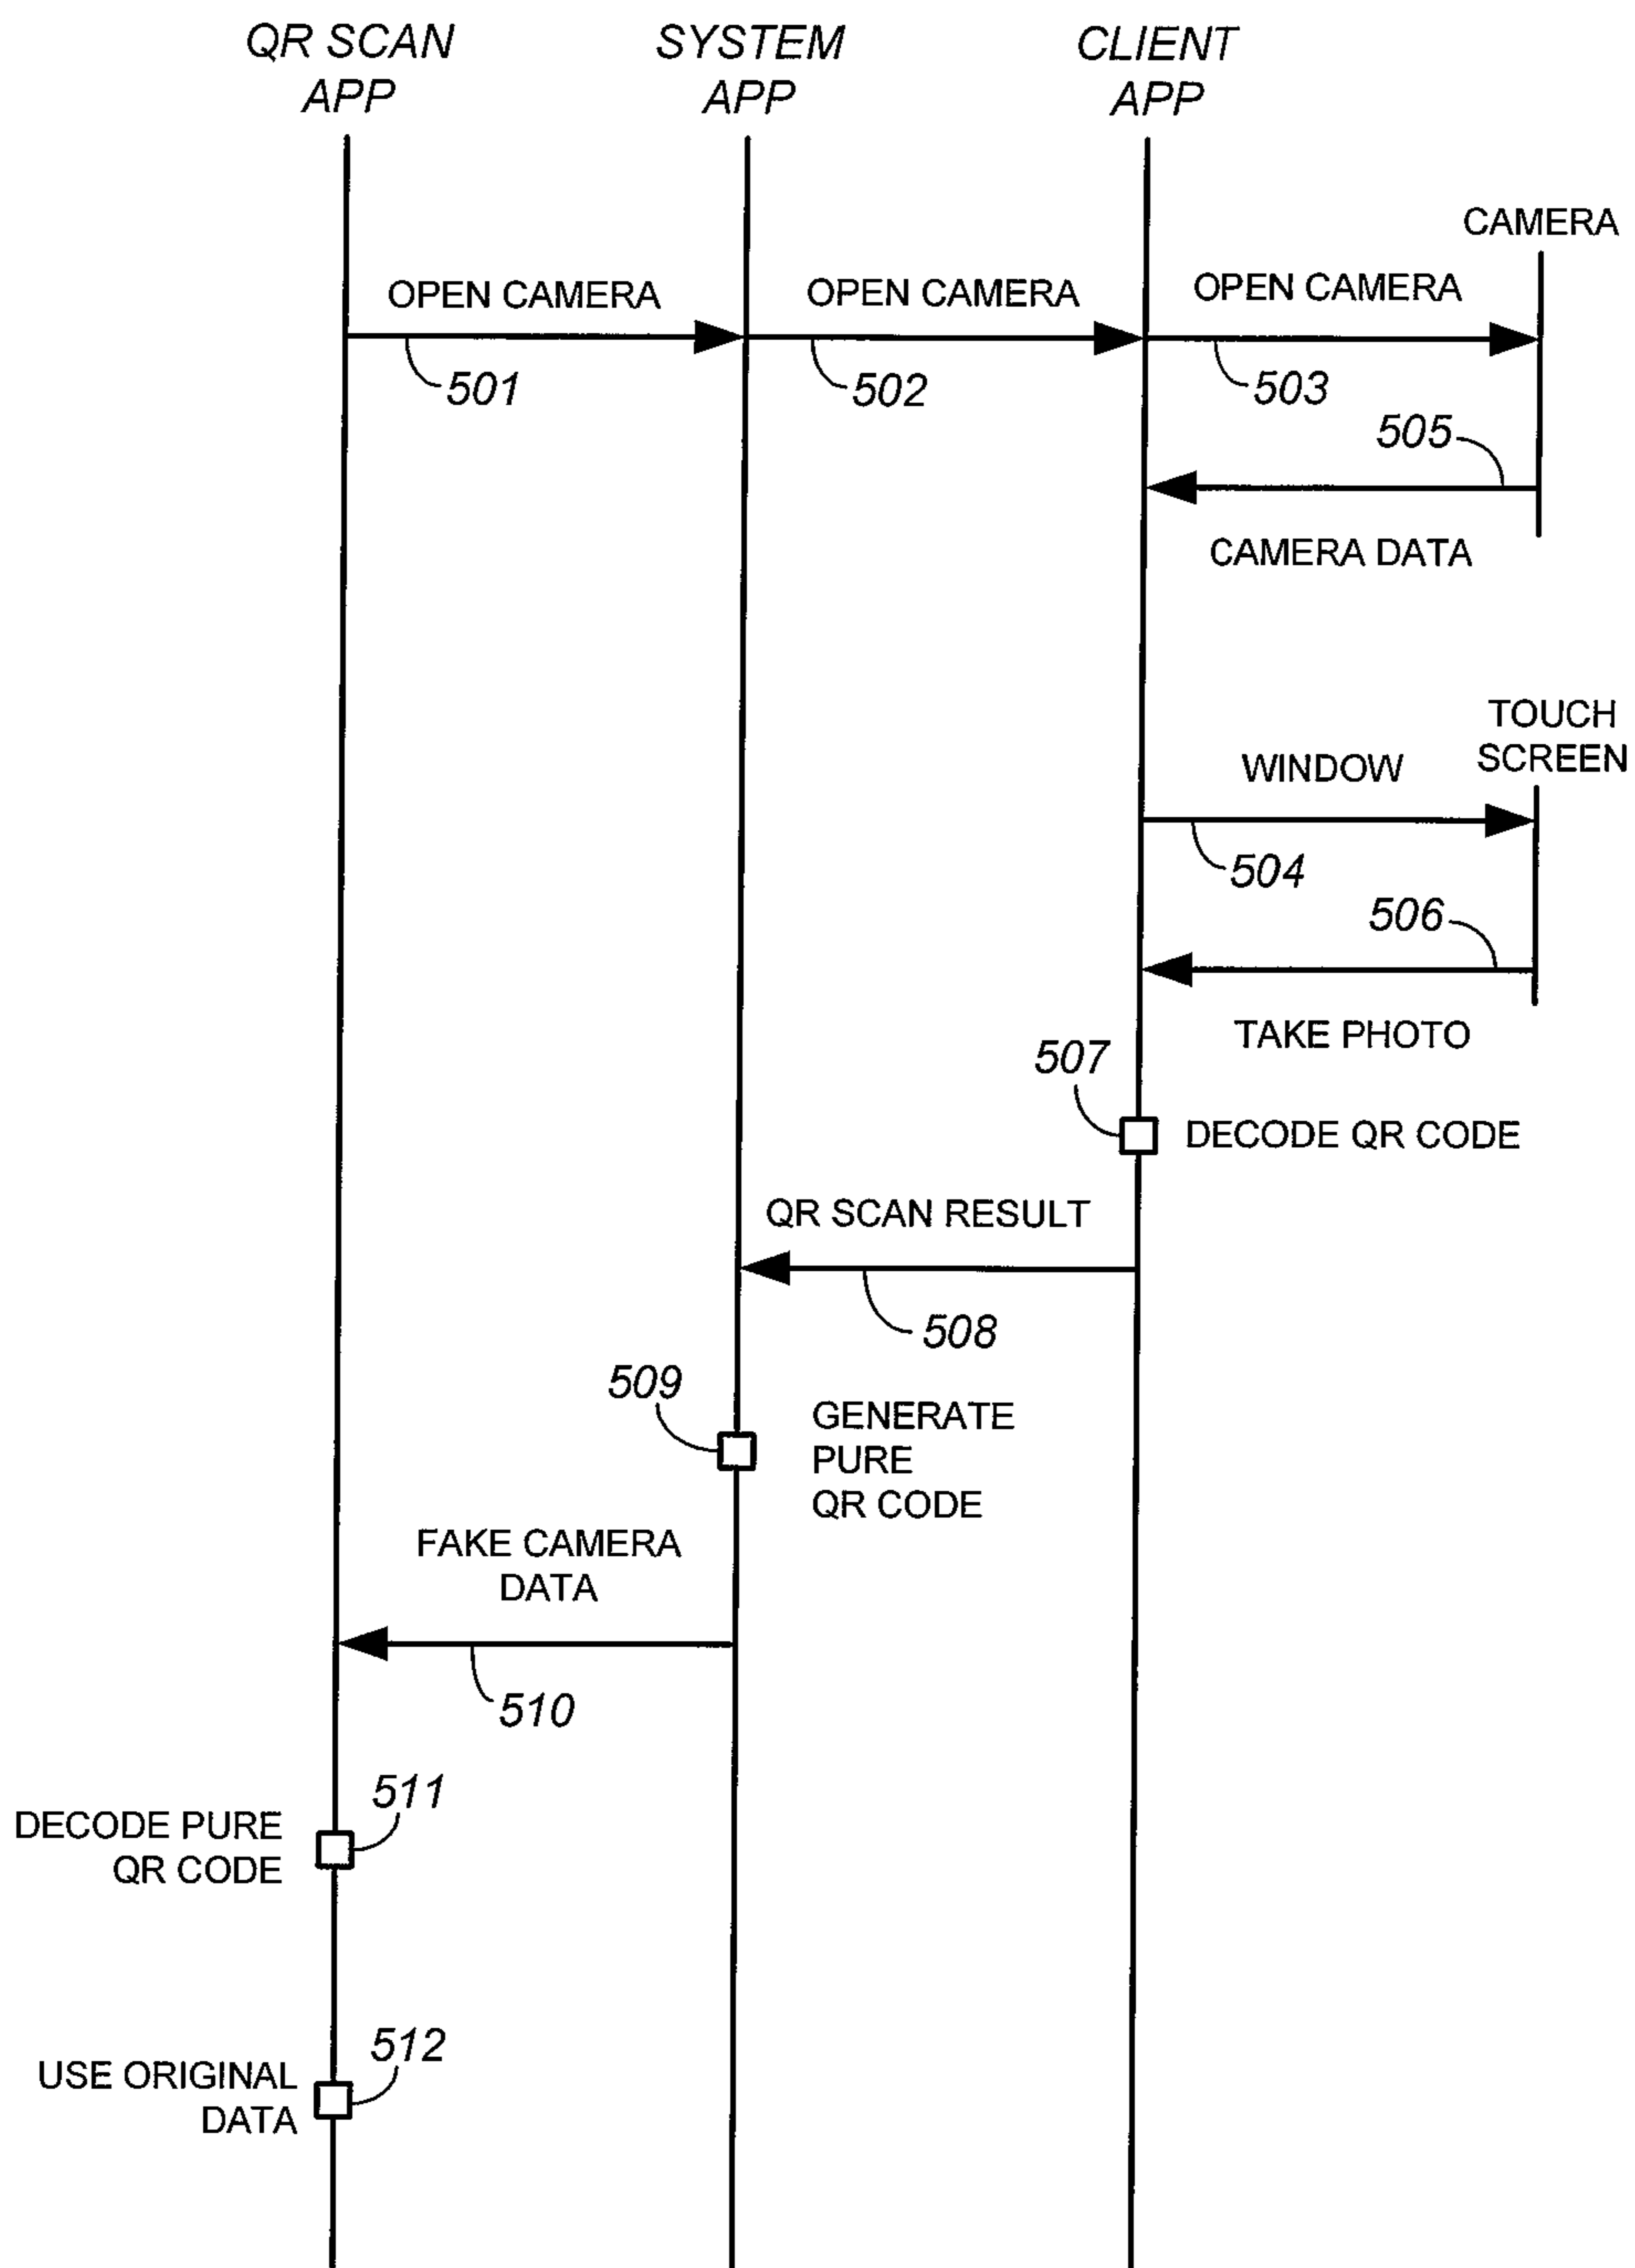 QR SCAN
APP
SYSTEM
APP
CLIENT
APP
CAMERA
OPEN CAMERA
OPEN CAMERA
OPEN CAMERA
501
502
503
505
CAMERA DATA
TOUCH
SCREEN
WINDOW
504
506
TAKE PHOTO
507
DECODE QR CODE
QR SCAN RESULT
508
509
GENERATE
PURE
QR CODE
FAKE CAMERA
DATA
510
511
DECODE PURE
QR CODE
512
USE ORIGINAL
DATA